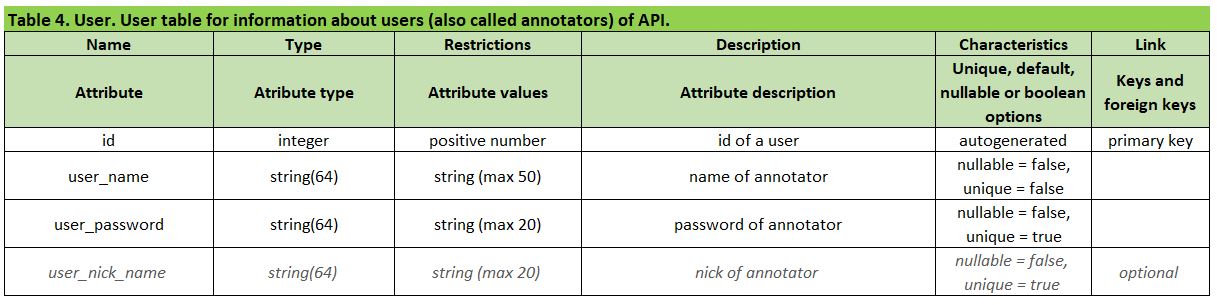 Table 4. User. User table for information about users (also called annotators) of API.
Name Type Restrictions Description Characteristics Link
Attribute Atribute type Attribute values Attribute description Unique, default, nullable or boolean options Keys and foreign keys
id integer positive number id of a user autogenerated primary key
user_name string(64) string (max 50) name of annotator nullable = false, unique = false
user_password string(64) string (max 20) password of annotator nullable = false, unique = true
user_nick_name string(64) string (max 20) nick of annotator nullable = false, unique = true optional